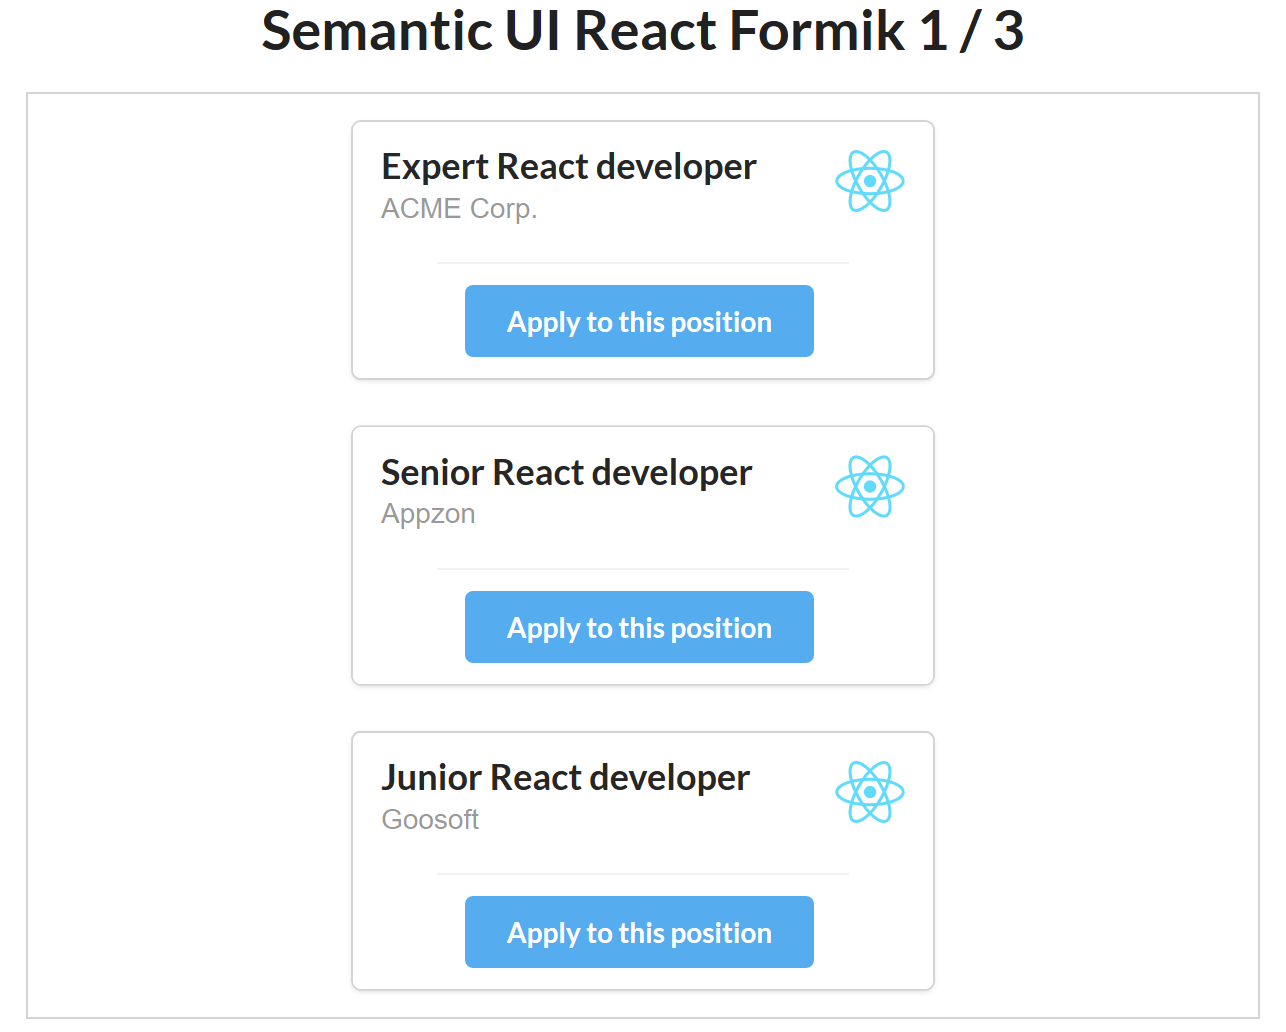 Semantic UI React Formik 1 / 3
Expert React developer
ACME Corp.
Apply to this position
Senior React developer
Appzon
Apply to this position
Junior React developer
Goosoft
Apply to this position